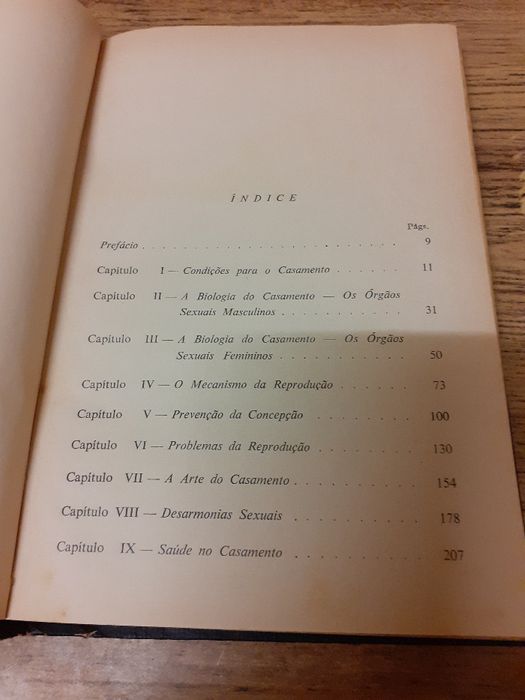 ÍNDICE
Págs.
Prefácio . . . . . . . . . . . . . . . . . . . . . . 9
Capítulo I — Condições para o Casamento . . . . . . 11
Capítulo II — A Biologia do Casamento — Os Órgãos
Sexuais Masculinos . . . . . . . . . . . 31
Capítulo III — A Biologia do Casamento — Os Órgãos
Sexuais Femininos . . . . . . . . . . . 50
Capítulo IV — O Mecanismo da Reprodução . . . . . . 73
Capítulo V — Prevenção da Concepção . . . . . . . . 100
Capítulo VI — Problemas da Reprodução . . . . . . . 130
Capítulo VII — A Arte do Casamento . . . . . . . . . 154
Capítulo VIII — Desarmonias Sexuais . . . . . . . . . 178
Capítulo IX — Saúde no Casamento . . . . . . . . . 207